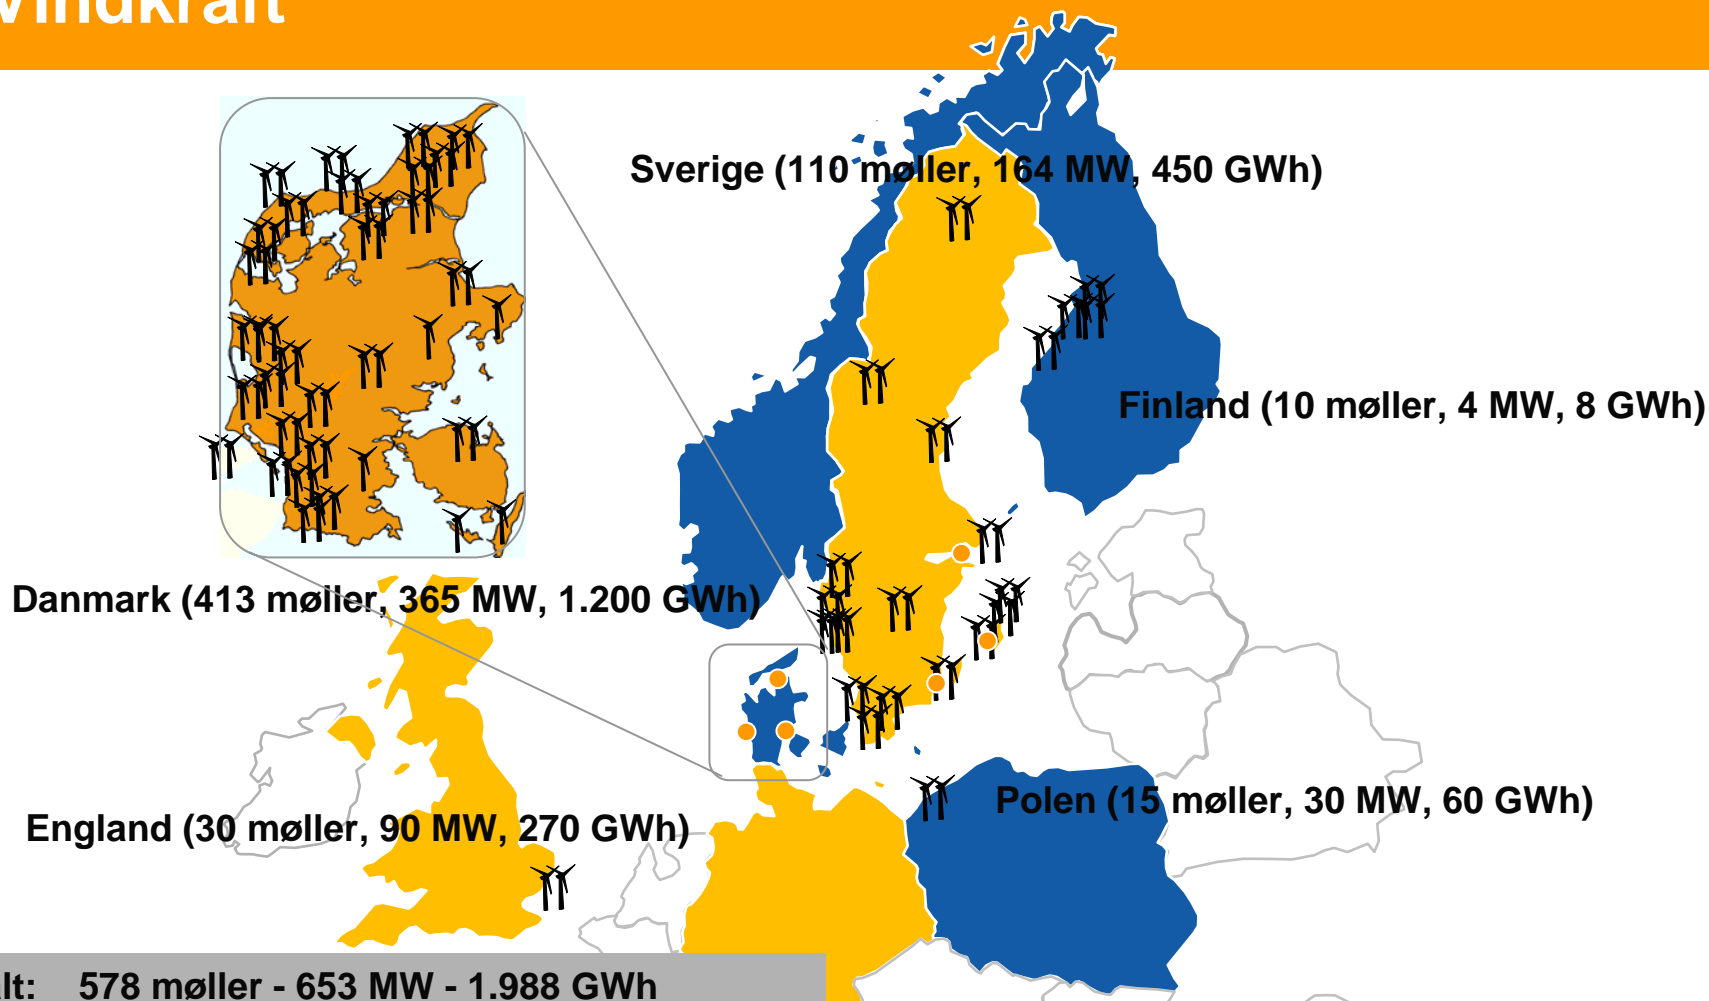 Vindkraft
Sverige (110 møller, 164 MW, 450 GWh)
Finland (10 møller, 4 MW, 8 GWh)
Danmark (413 møller, 365 MW, 1.200 GWh)
Polen (15 møller, 30 MW, 60 GWh)
England (30 møller, 90 MW, 270 GWh)
alt: 578 møller - 653 MW - 1.988 GWh